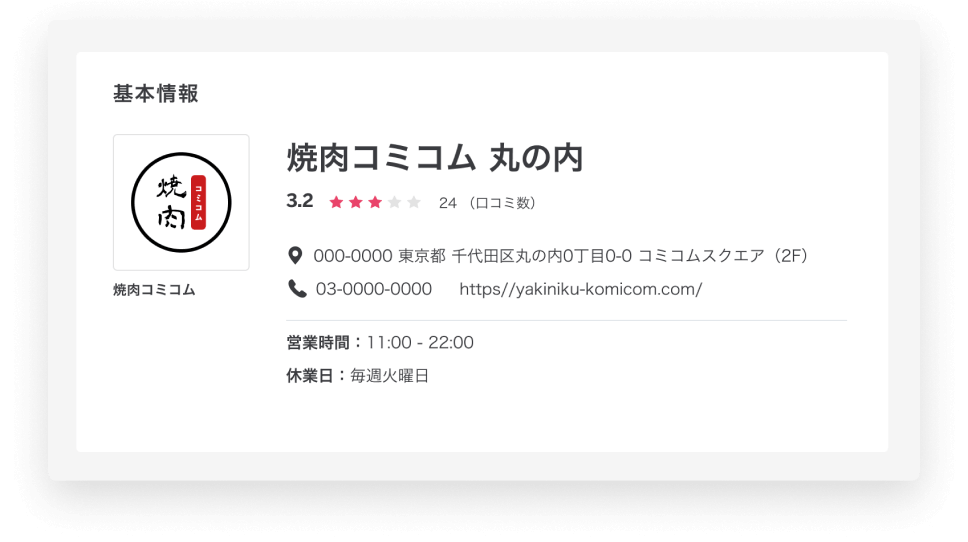 基本情報
焼肉
コミコム
焼肉コミコム
焼肉コミコム 丸の内
3.2 ★★★★★ 24 （口コミ数）
000-0000 東京都 千代田区丸の内0丁目0-0 コミコムスクエア（2F）
03-0000-0000 https//yakiniku-komicom.com/
営業時間：11:00 - 22:00
休業日：毎週火曜日